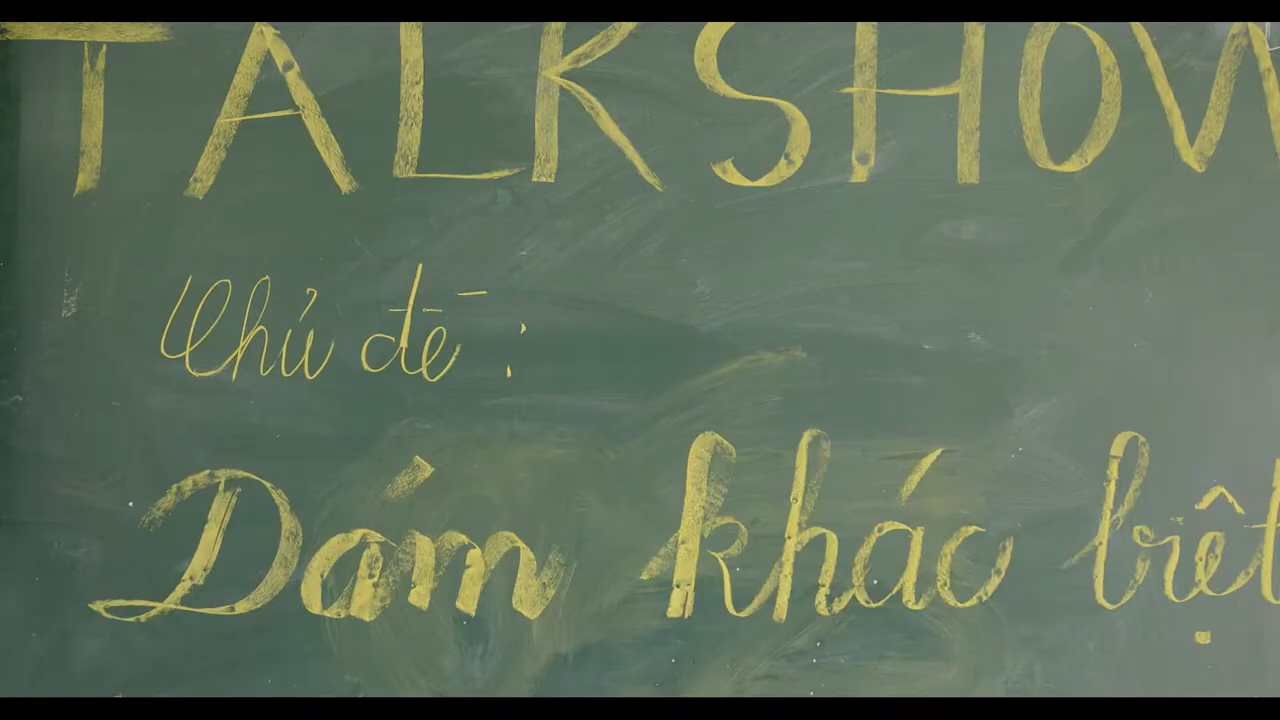 TALKSHOW
Chủ đề :
Dám khác biệt